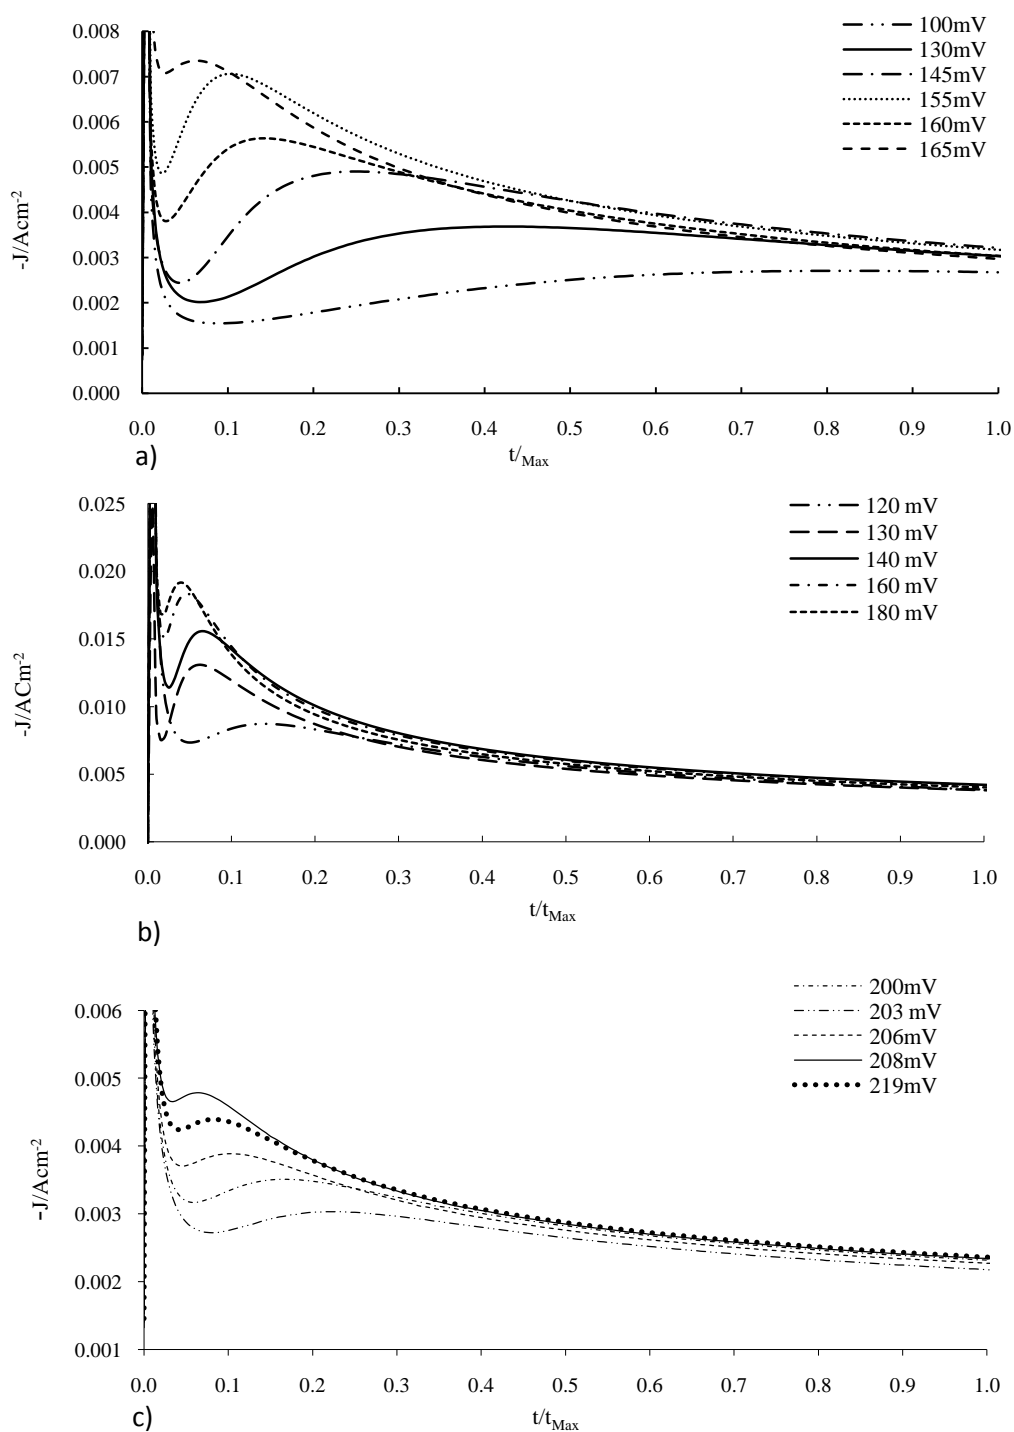 100mV
130mV
145mV
155mV
160mV
165mV
0.008
0.007
0.006
0.005
0.004
0.003
0.002
0.001
0.000
-J/Acm-2
0.0 0.1 0.2 0.3 0.4 0.5 0.6 0.7 0.8 0.9 1.0
t/Max
a)
120 mV
130 mV
140 mV
160 mV
180 mV
0.025
0.020
0.015
0.010
0.005
0.000
-J/ACm-2
0.0 0.1 0.2 0.3 0.4 0.5 0.6 0.7 0.8 0.9 1.0
t/tMax
b)
200mV
203 mV
206mV
208mV
219mV
0.006
0.005
0.004
0.003
0.002
0.001
-J/Acm-2
0.0 0.1 0.2 0.3 0.4 0.5 0.6 0.7 0.8 0.9 1.0
t/tMax
c)